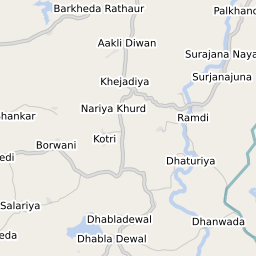 Barkheda Rathaur
Palkhand
Aakli Diwan
Surajana Naya
Khejadiya
Surjanajuna
Nariya Khurd
hankar
Ramdi
Kotri
Borwani
edi
Dhaturiya
Salariya
Dhabladewal
Dhanwada
eda
Dhabla Dewal